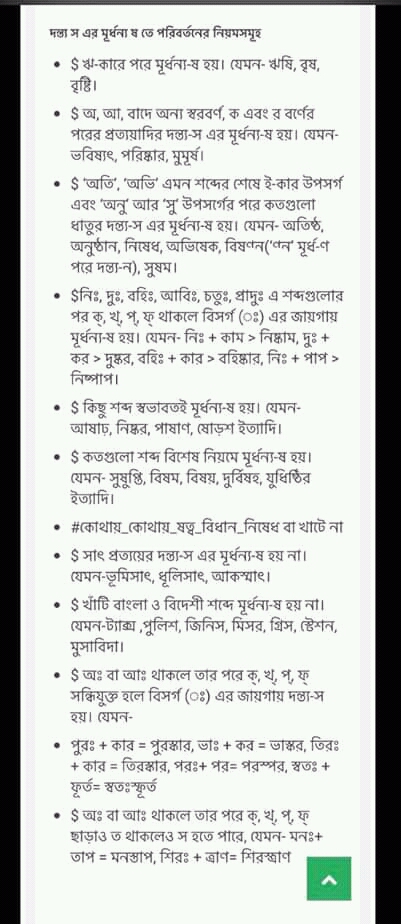 দন্ত্য স এর মূর্ধন্য ষ তে পরিবর্তনের নিয়মসমূহ
• $ ঋ-কারে পরে মূর্ধন্য-ষ হয়। যেমন- ঋষি, বৃষ,
বৃষ্টি।
• $ অ, আ, বাদে অন্য স্বরবর্ণ, ক এবং র বর্ণের
পরের প্রত্যয়াদির দন্ত্য-স এর মূর্ধন্য-ষ হয়। যেমন-
ভবিষ্যৎ, পরিষ্কার, মুমূর্ষ।
• $ 'অতি', 'অভি' এমন শব্দের শেষে ই-কার উপসর্গ
এবং 'অনু' আর 'সু' উপসর্গের পরে কতগুলো
ধাতুর দন্ত্য-স এর মূর্ধন্য-ষ হয়। যেমন- অতিষ্ঠ,
অনুষ্ঠান, নিষেধ, অভিষেক, বিষণ্ন('ণ্ন' মূর্ধ-ণ
পরে দন্ত্য-ন), সুষম।
• $নিঃ, দুঃ, বহিঃ, আবিঃ, চতুঃ, প্রাদুঃ এ শব্দগুলোর
পর ক্, খ্, প্, ফ্ থাকলে বিসর্গ (ঃ) এর জায়গায়
মূর্ধন্য-ষ হয়। যেমন- নিঃ + কাম > নিষ্কাম, দুঃ +
কর > দুষ্কর, বহিঃ + কার > বহিষ্কার, নিঃ + পাপ >
নিষ্পাপ।
• $ কিছু শব্দ স্বভাবতই মূর্ধন্য-ষ হয়। যেমন-
আষাঢ়, নিষ্কর, পাষাণ, ষোড়শ ইত্যাদি।
• $ কতগুলো শব্দ বিশেষ নিয়মে মূর্ধন্য-ষ হয়।
যেমন- সুষুপ্তি, বিষম, বিষয়, দুর্বিষহ, যুধিষ্ঠির
ইত্যাদি।
• #কোথায়_কোথায়_ষত্ব_বিধান_নিষেধ বা খাটে না
• $ সাৎ প্রত্যয়ের দন্ত্য-স এর মূর্ধন্য-ষ হয় না।
যেমন-ভূমিসাৎ, ধূলিসাৎ, আকস্মাৎ।
• $ খাঁটি বাংলা ও বিদেশী শব্দে মূর্ধন্য-ষ হয় না।
যেমন-ট্যাক্স ,পুলিশ, জিনিস, মিসর, গ্রিস, স্টেশন,
মুসাবিদা।
• $ অঃ বা আঃ থাকলে তার পরে ক্, খ্, প্, ফ্
সন্ধিযুক্ত হলে বিসর্গ (ঃ) এর জায়গায় দন্ত্য-স
হয়। যেমন-
• পুরঃ + কার = পুরস্কার, ভাঃ + কর = ভাস্কর, তিরঃ
+ কার = তিরস্কার, পরঃ+ পর= পরস্পর, স্বতঃ +
ফূর্ত= স্বতঃস্ফূর্ত
• $ অঃ বা আঃ থাকলে তার পরে ক্, খ্, প্, ফ্
ছাড়াও ত থাকলেও স হতে পারে, যেমন- মনঃ+
তাপ = মনস্তাপ, শিরঃ + ত্রাণ= শিরস্ত্রাণ